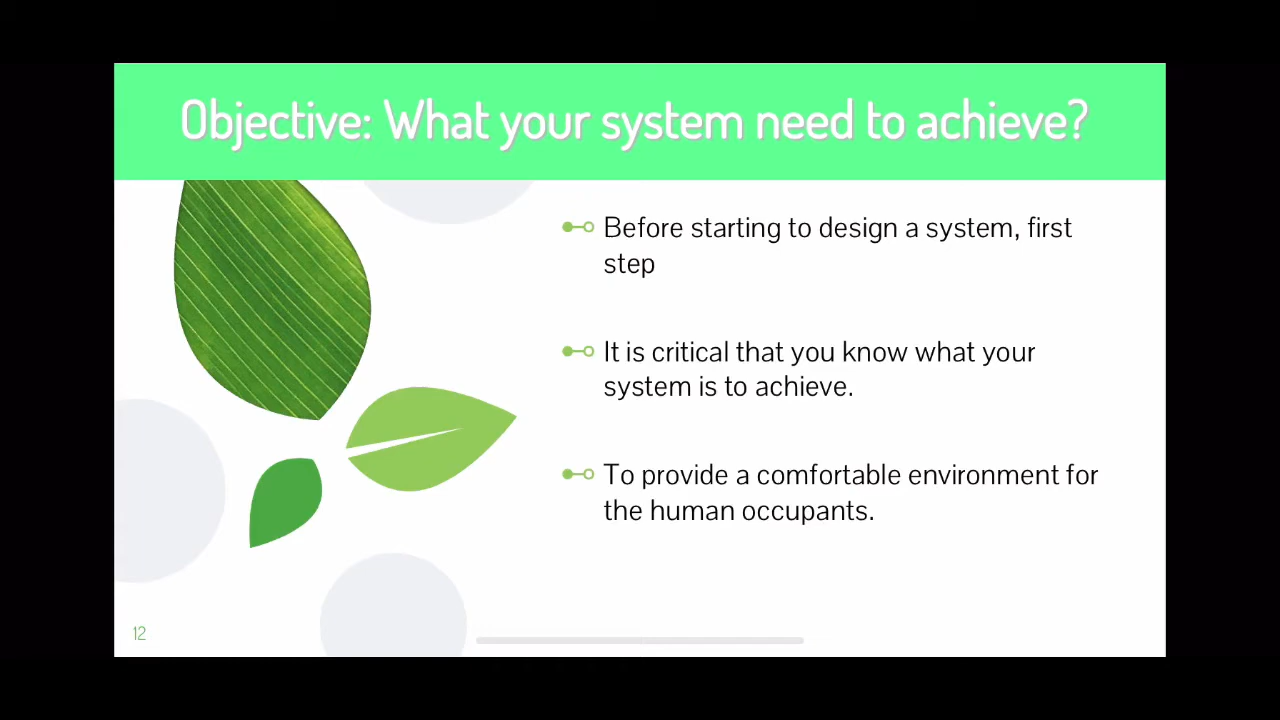 Objective: What your system need to achieve?
Before starting to design a system, first
step
It is critical that you know what your
system is to achieve.
To provide a comfortable environment for
the human occupants.
12